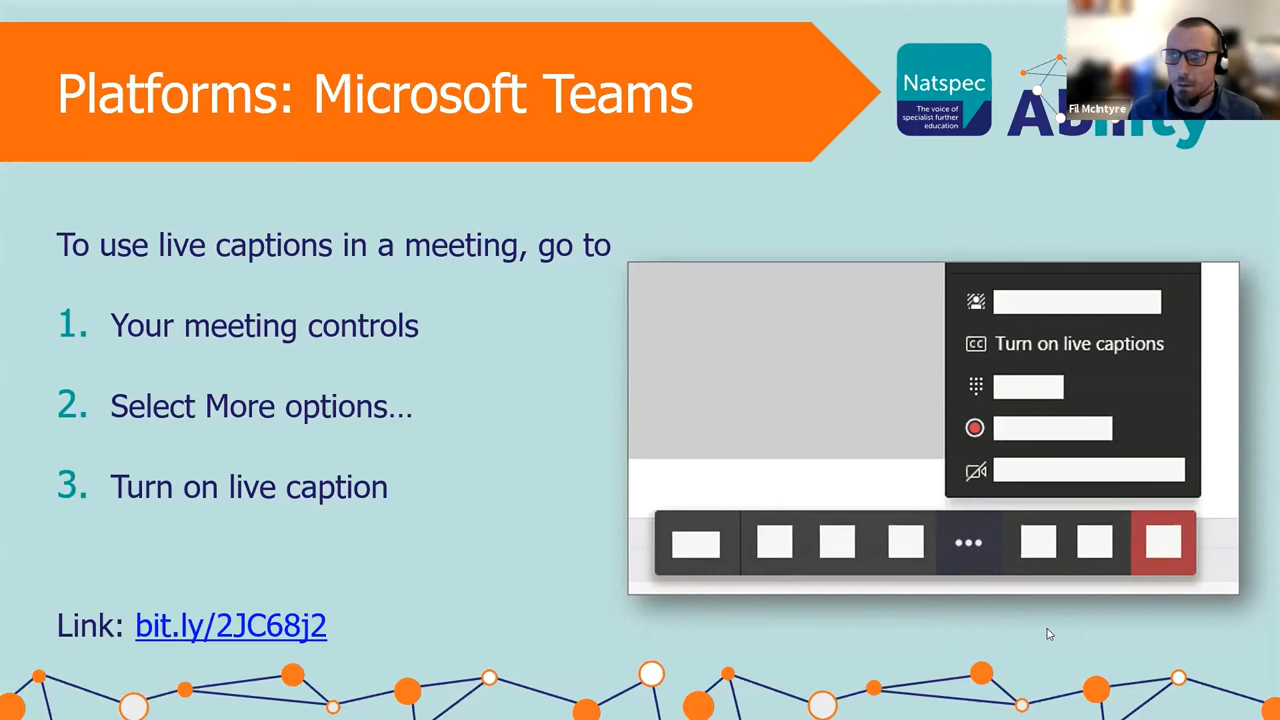 Platforms: Microsoft Teams
Natspec
The voice of
specialist further
education
Ability
Fil McIntyre
To use live captions in a meeting, go to
1. Your meeting controls
2. Select More options...
3. Turn on live caption
CC Turn on live captions
Link: bit.ly/2JC68j2